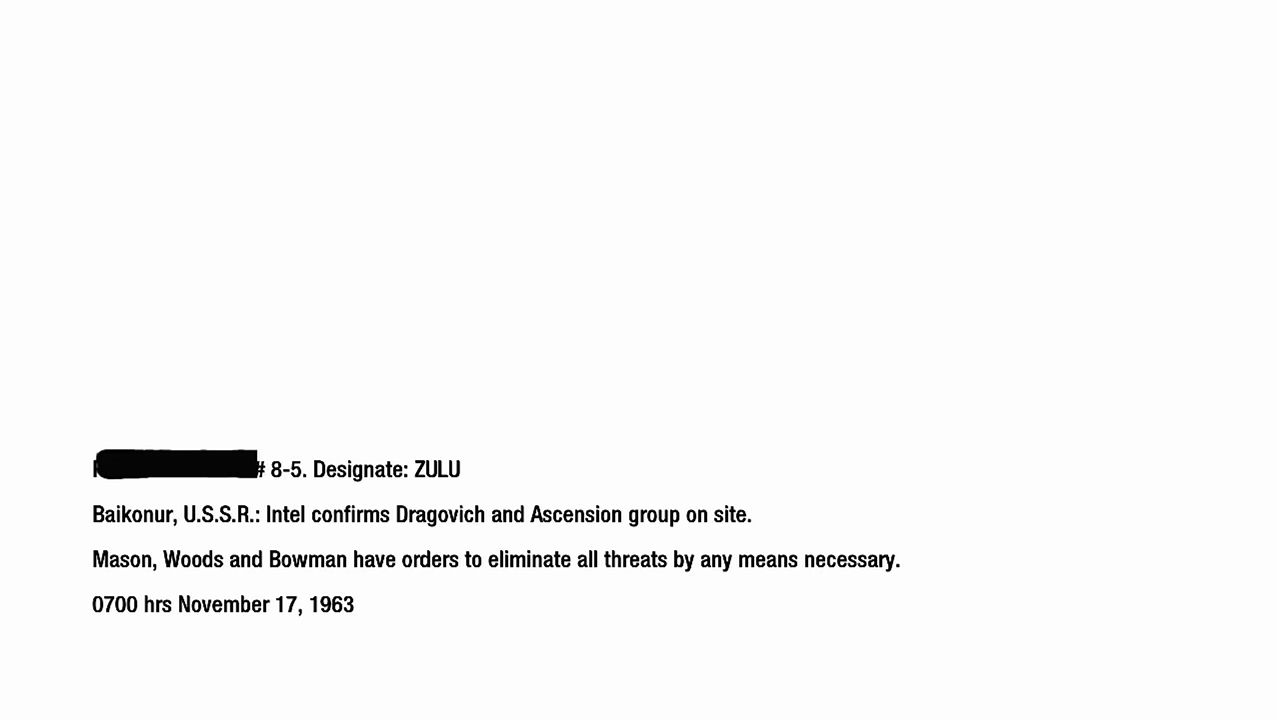 # 8-5. Designate: ZULU
Baikonur, U.S.S.R.: Intel confirms Dragovich and Ascension group on site.
Mason, Woods and Bowman have orders to eliminate all threats by any means necessary.
0700 hrs November 17, 1963